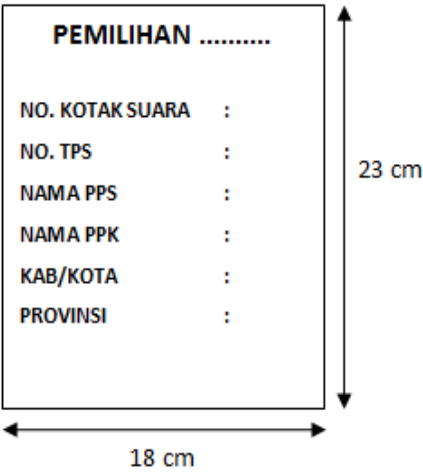 PEMILIHAN ..........
NO. KOTAK SUARA :
NO. TPS :
NAMA PPS :
NAMA PPK :
KAB/KOTA :
PROVINSI :
23 cm
18 cm